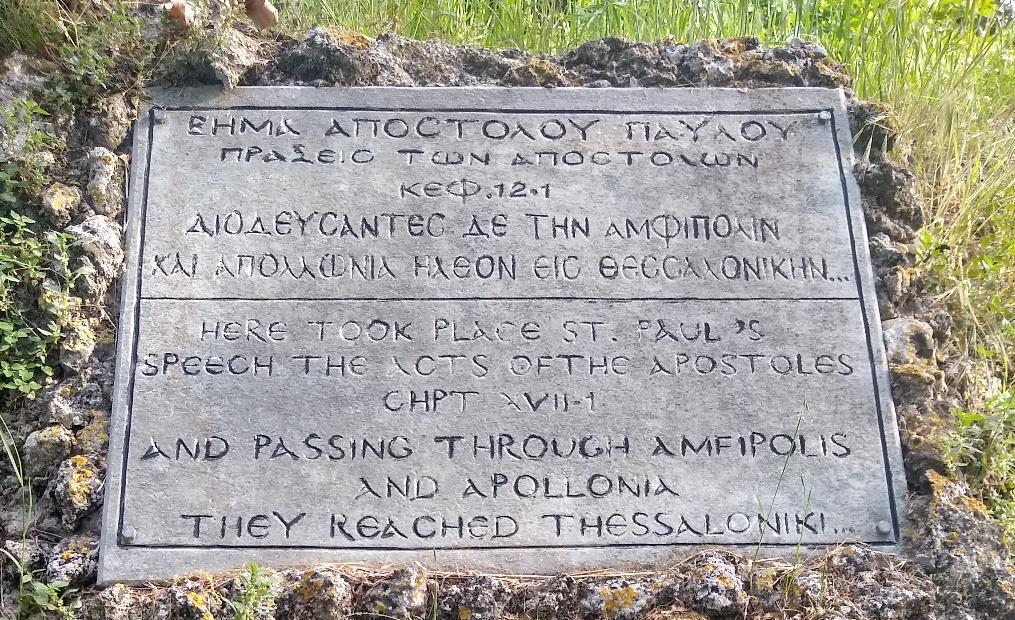 ΒΗΜΑ ΑΠΟΣΤΟΛΟΥ ΠΑΥΛΟΥ
ΠΡΑΞΕΙΣ ΤΩΝ ΑΠΟΣΤΟΛΩΝ
ΚΕΦ.12.1
ΔΙΟΔΕΥΣΑΝΤΕΣ ΔΕ ΤΗΝ ΑΜΦΙΠΟΛΙΝ
ΚΑΙ ΑΠΟΛΛΩΝΙΑ ΗΛΘΟΝ ΕΙΣ ΘΕΣΣΑΛΟΝΙΚΗΝ...
HERE TOOK PLACE ST. PAUL'S
SPEECH THE ACTS OFTHE APOSTOLES
CHPT XVII-1
AND PASSING THROUGH AMFIPOLIS
AND APOLLONIA
THEY REACHED THESSALONIKI...